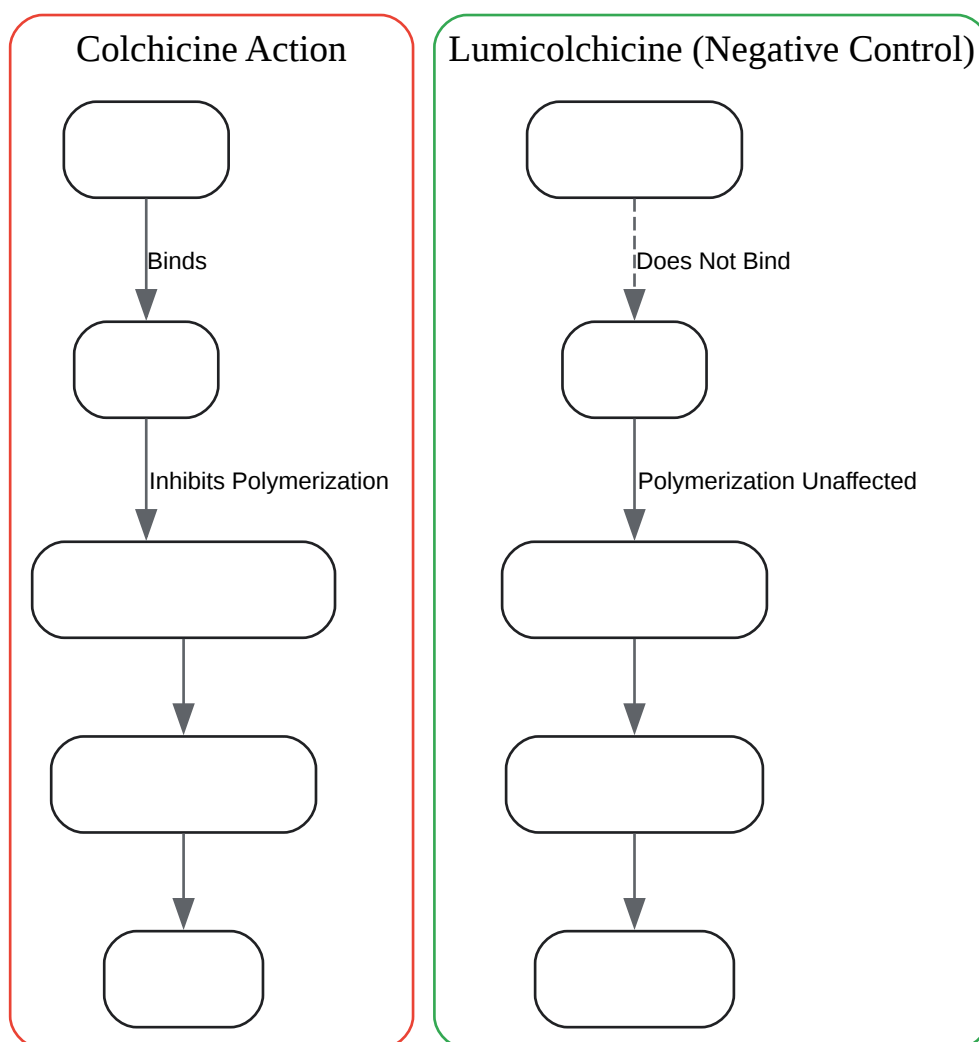 Colchicine Action
Binds
Inhibits Polymerization
Lumicolchicine (Negative Control)
Does Not Bind
Polymerization Unaffected